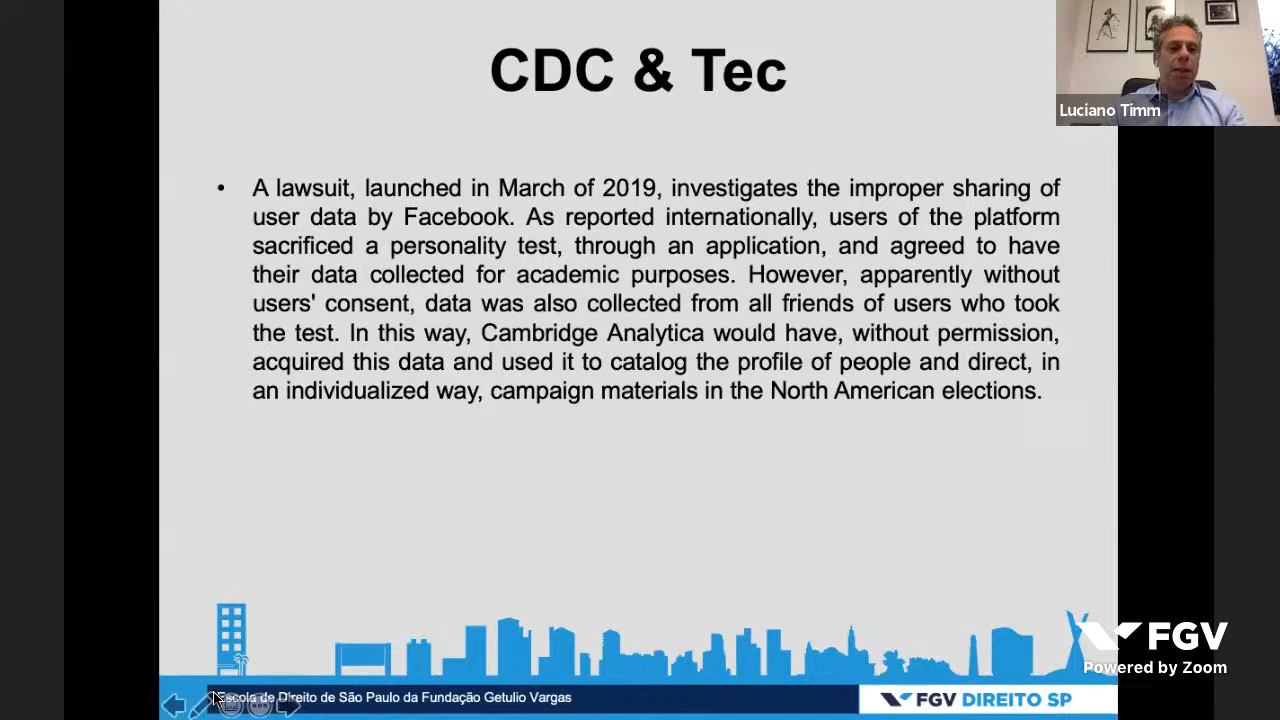 CDC & Tec
Luciano Timm
• A lawsuit, launched in March of 2019, investigates the improper sharing of
user data by Facebook. As reported internationally, users of the platform
sacrificed a personality test, through an application, and agreed to have
their data collected for academic purposes. However, apparently without
users' consent, data was also collected from all friends of users who took
the test. In this way, Cambridge Analytica would have, without permission,
acquired this data and used it to catalog the profile of people and direct, in
an individualized way, campaign materials in the North American elections.
FGV
Powered by Zoom
Escola de Direito de São Paulo da Fundação Getulio Vargas
FGV DIREITO SP